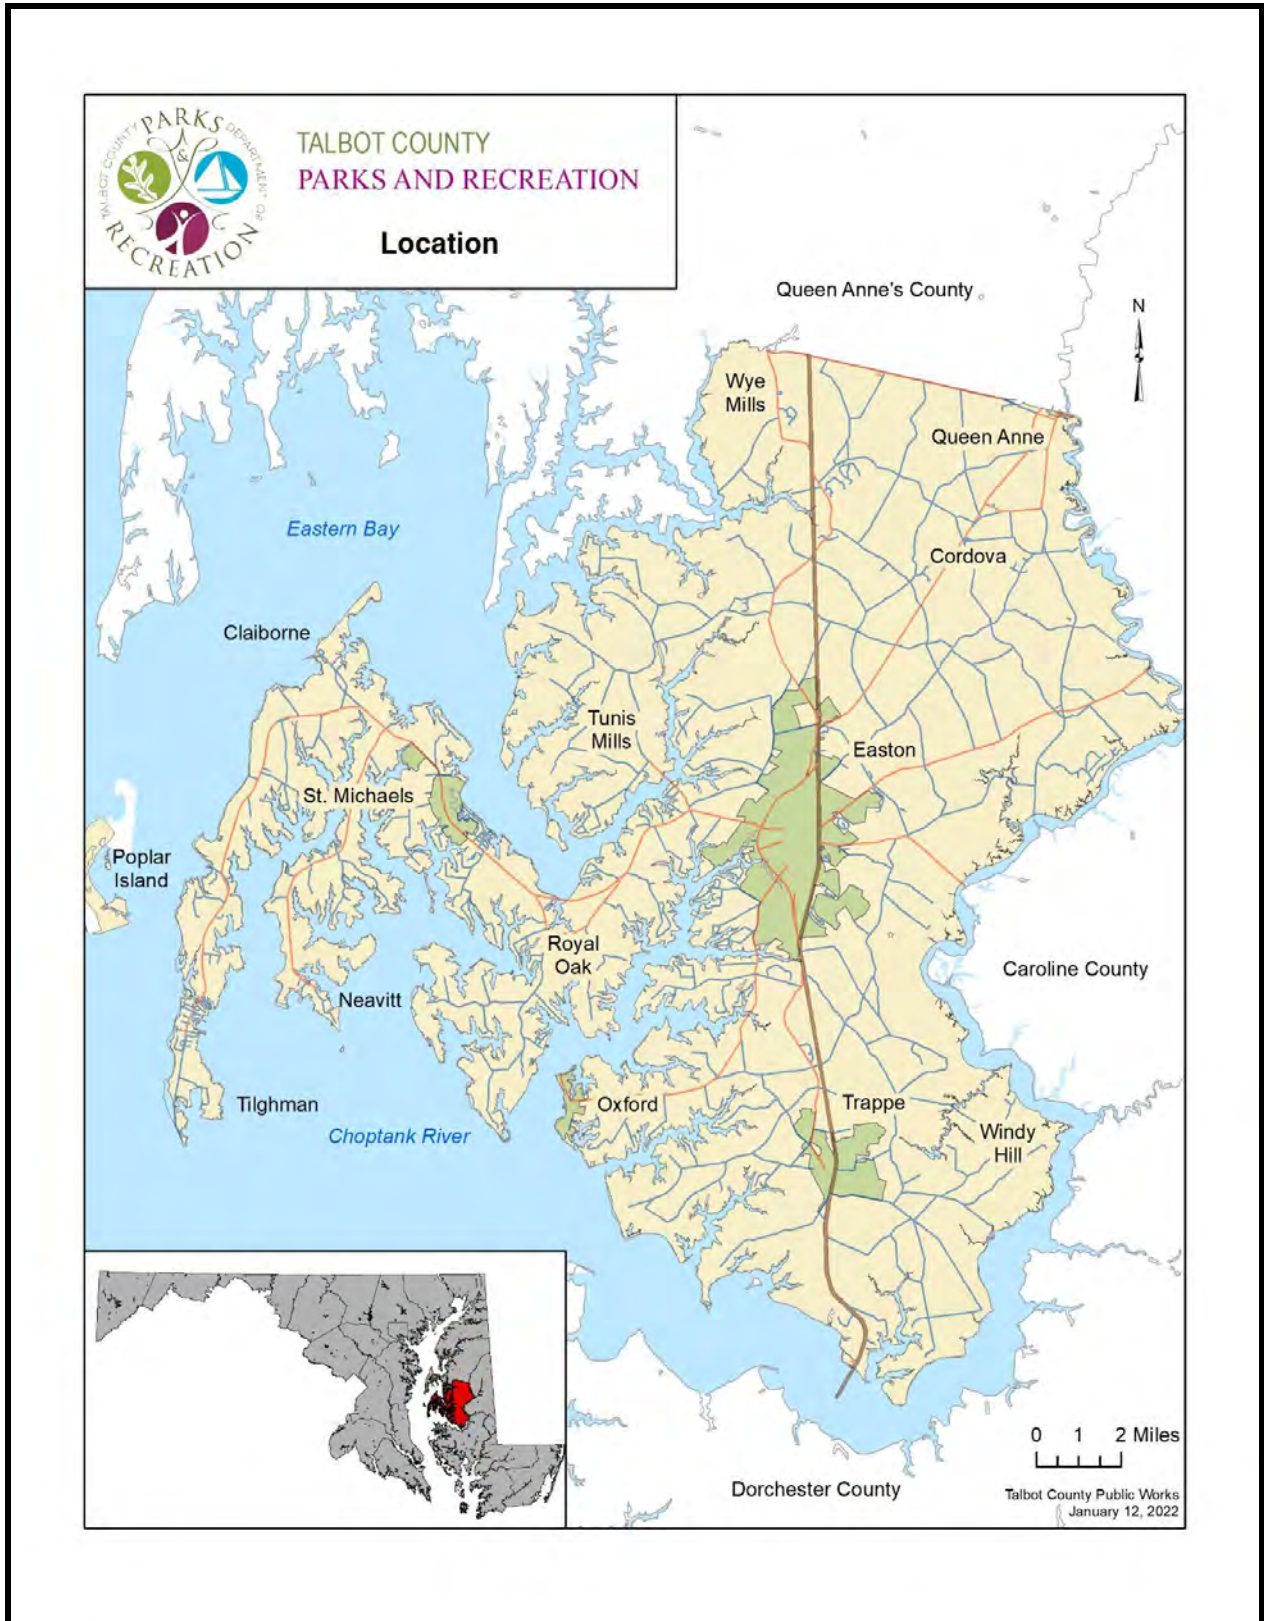 PARKS
&
TALBOT COUNTY
DEPARTMENT OF
RECREATION
TALBOT COUNTY
PARKS AND RECREATION
Location
Queen Anne's County
N
Wye
Mills
Queen Anne
Eastern Bay
Cordova
Claiborne
Tunis
Mills
Easton
St. Michaels
Poplar
Island
Royal
Oak
Caroline County
Neavitt
Tilghman
Oxford
Trappe
Choptank River
Windy
Hill
0 1 2 Miles
Dorchester County
Talbot County Public Works
January 12, 2022